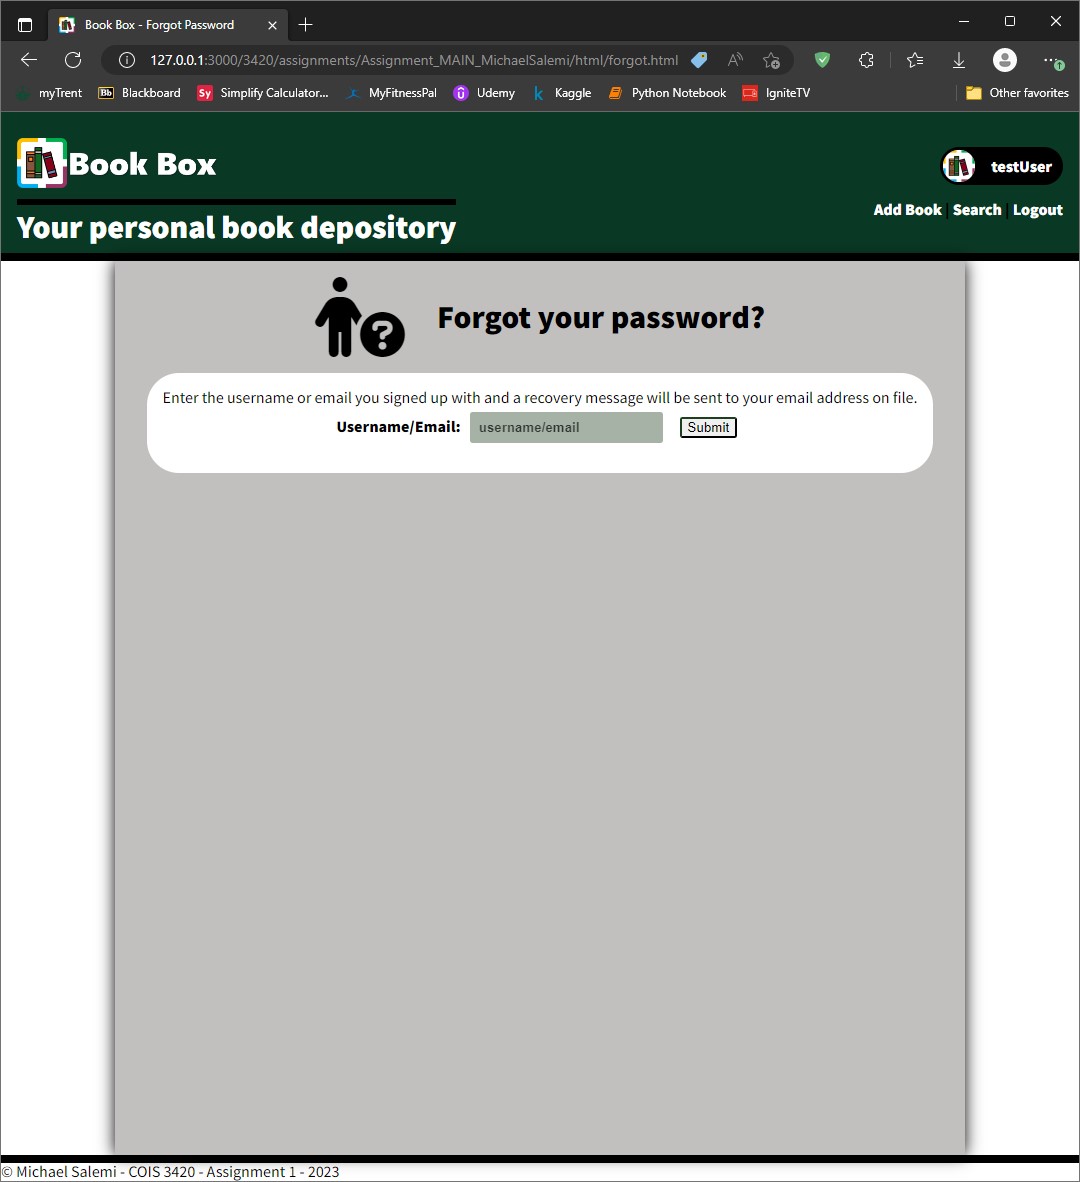 Book Box - Forgot Password
127.0.0.1:3000/3420/assignments/Assignment_MAIN_MichaelSalemi/html/forgot.html
myTrent Bb Blackboard Sy Simplify Calculator... MyFitnessPal û Udemy k Kaggle Python Notebook IgniteTV Other favorites
Book Box
testUser
Add Book | Search | Logout
Your personal book depository
? Forgot your password?
Enter the username or email you signed up with and a recovery message will be sent to your email address on file.
Username/Email: username/email Submit
© Michael Salemi - COIS 3420 - Assignment 1 - 2023